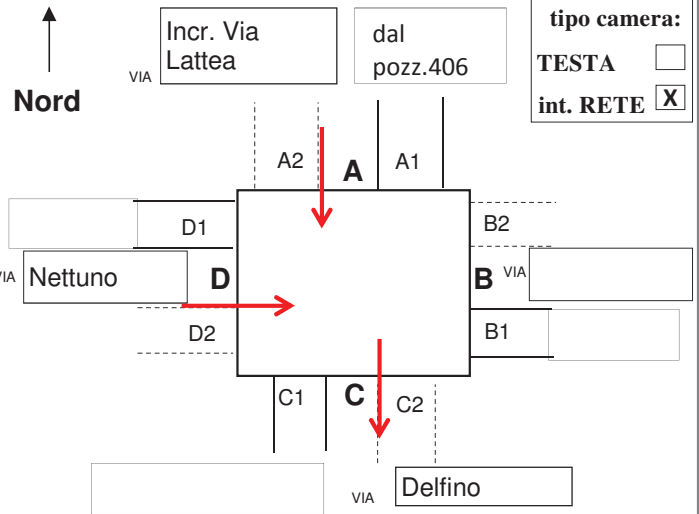 tipo camera:
TESTA
int. RETE X
Nord
VIA
Incr. Via
Lattea
dal
pozz.406
A2
A
A1
D1
B2
VIA Nettuno
D
B
VIA
D2
B1
C1
C
C2
VIA
Delfino